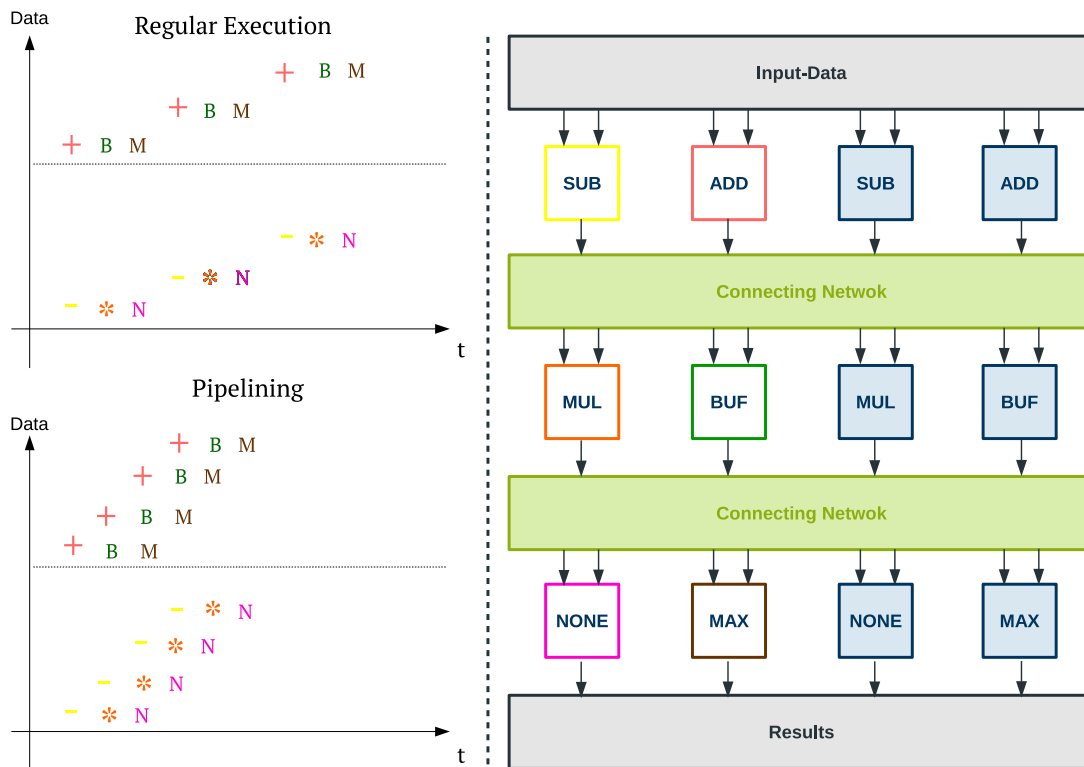 Data
Regular Execution
+ B M
+ B M
+ B M
- * N
- * N
- * N
t
Pipelining
Data
+ B M
+ B M
+ B M
+ B M
- * N
- * N
- * N
- * N
t
Input-Data
SUB ADD SUB ADD
Connecting Netwok
MUL BUF MUL BUF
Connecting Netwok
NONE MAX NONE MAX
Results